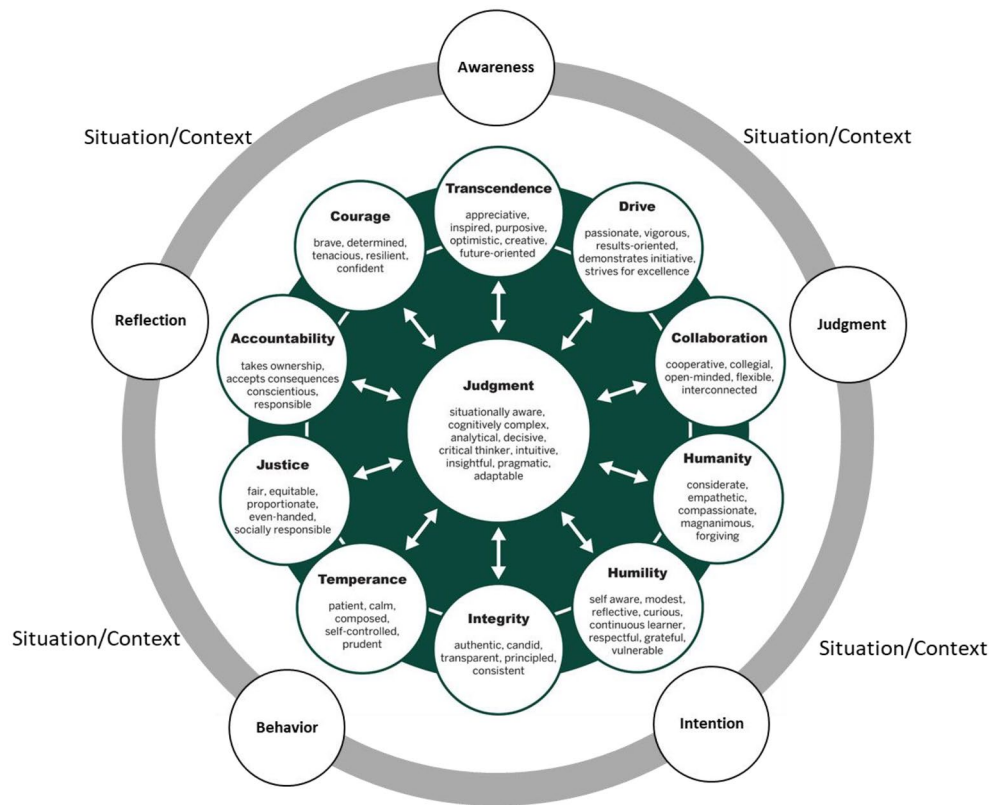 Awareness
Situation/Context
Situation/Context
Transcendence
appreciative,
inspired, purposive,
optimistic, creative,
future-oriented
Courage
brave, determined,
tenacious, resilient,
confident
Drive
passionate, vigorous,
results-oriented,
demonstrates initiative,
strives for excellence
Reflection
Judgment
Accountability
takes ownership,
accepts consequences
conscientious,
responsible
Collaboration
cooperative, collegial,
open-minded, flexible,
interconnected
Judgment
situationally aware,
cognitively complex,
analytical, decisive,
critical thinker, intuitive,
insightful, pragmatic,
adaptable
Justice
fair, equitable,
proportionate,
even-handed,
socially responsible
Humanity
considerate,
empathetic,
compassionate,
magnanimous,
forgiving
Temperance
patient, calm,
composed,
self-controlled,
prudent
Integrity
authentic, candid,
transparent, principled,
consistent
Humility
self aware, modest,
reflective, curious,
continuous learner,
respectful, grateful,
vulnerable
Situation/Context
Situation/Context
Behavior
Intention